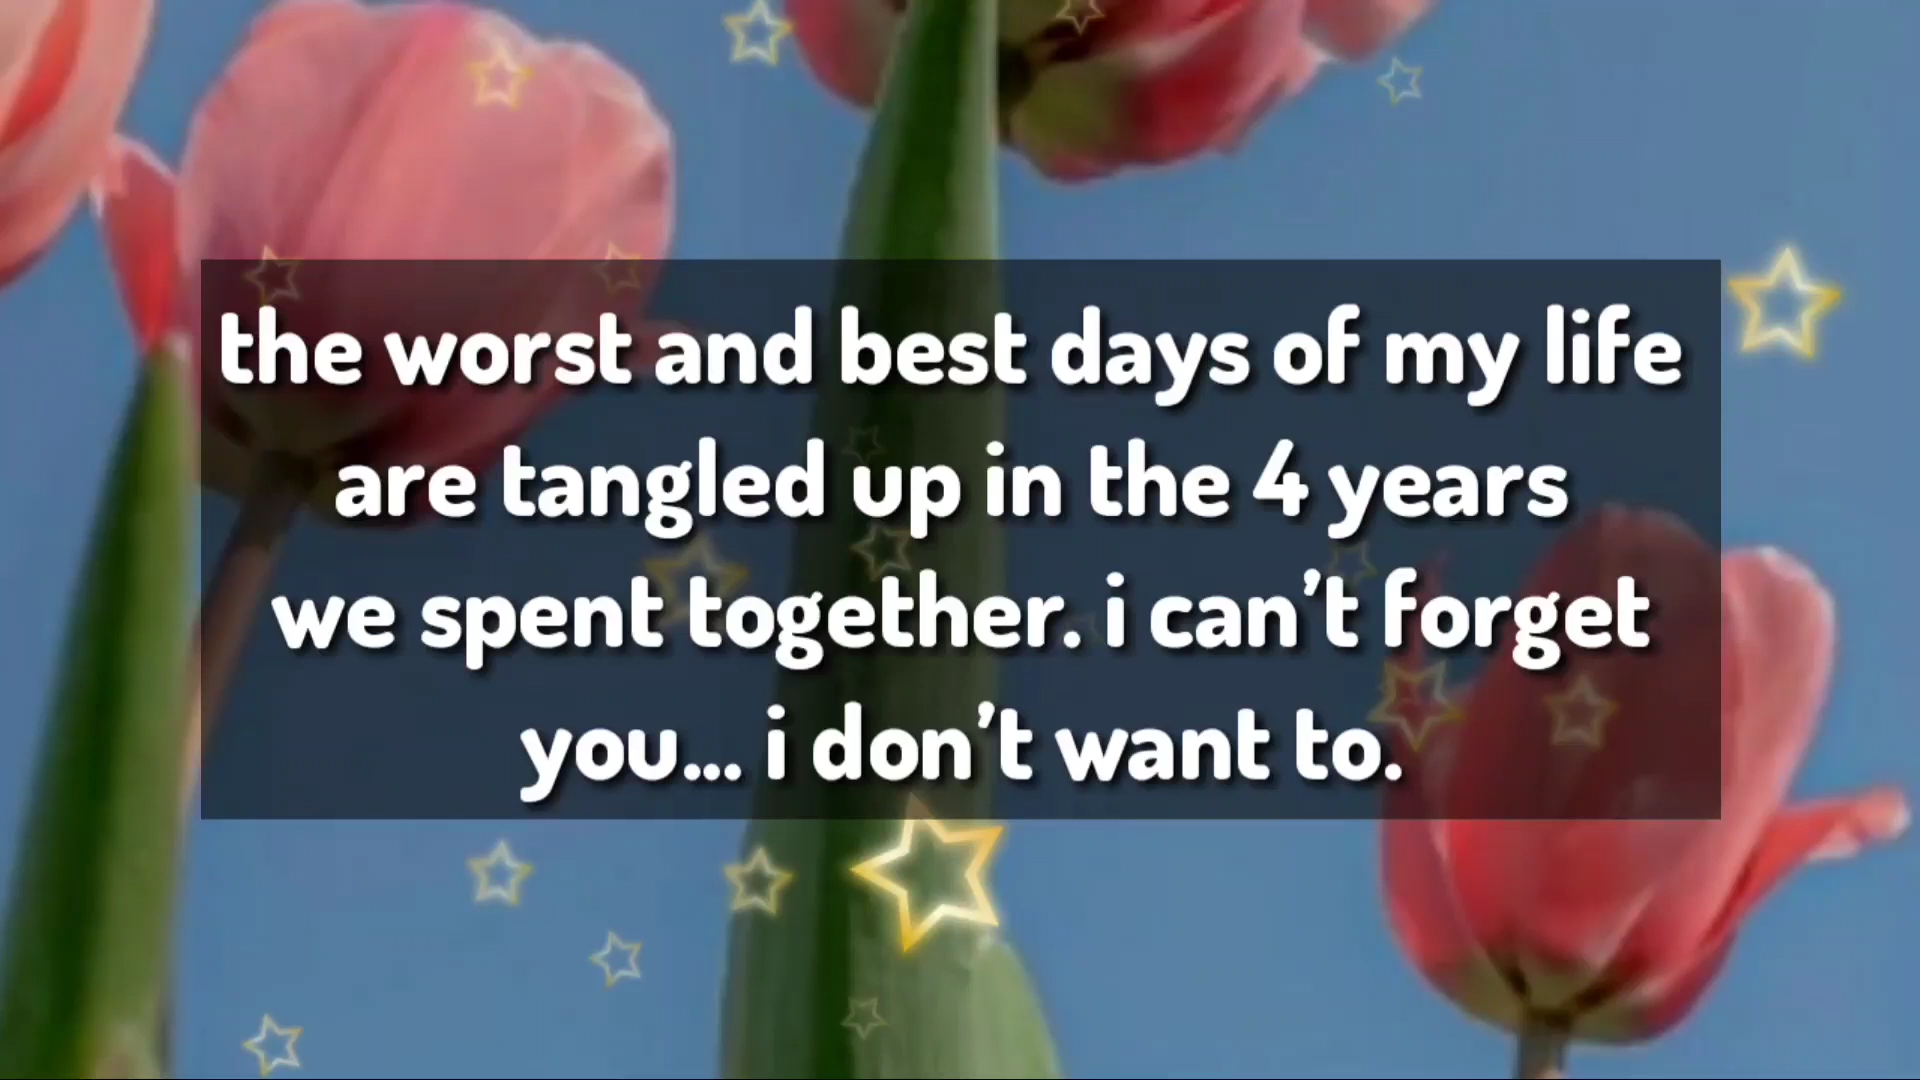 the worst and best days of my life
are tangled up in the 4 years
we spent together. i can't forget
you... i don't want to.